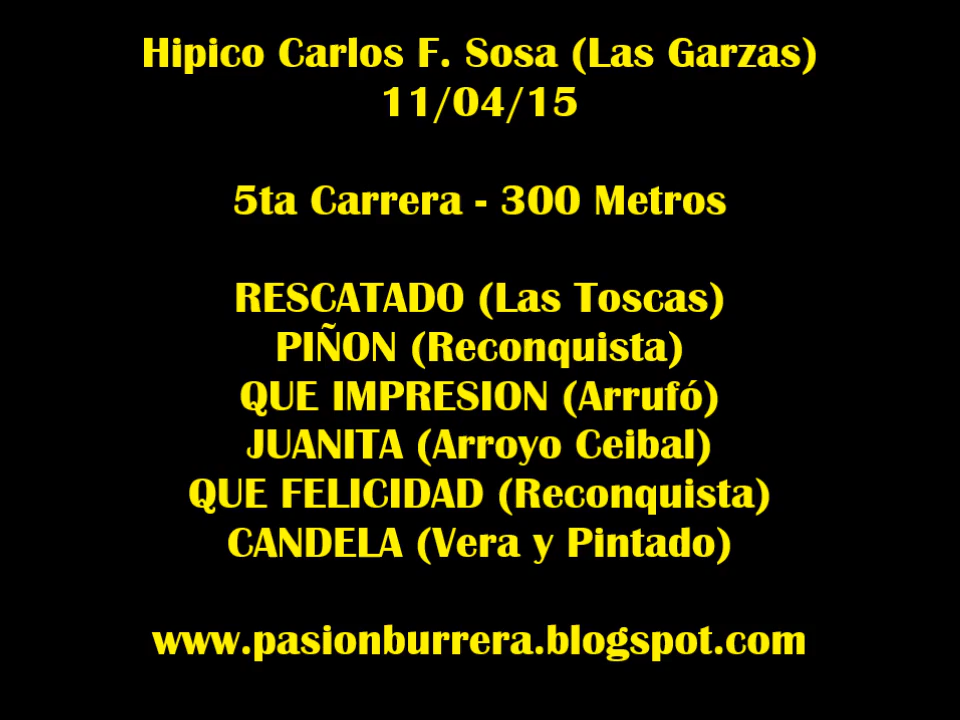 Hipico Carlos F. Sosa (Las Garzas)
11/04/15
5ta Carrera - 300 Metros
RESCATADO (Las Toscas)
PIÑON (Reconquista)
QUE IMPRESION (Arrufó)
JUANITA (Arroyo Ceibal)
QUE FELICIDAD (Reconquista)
CANDELA (Vera y Pintado)
www.pasionburrera.blogspot.com